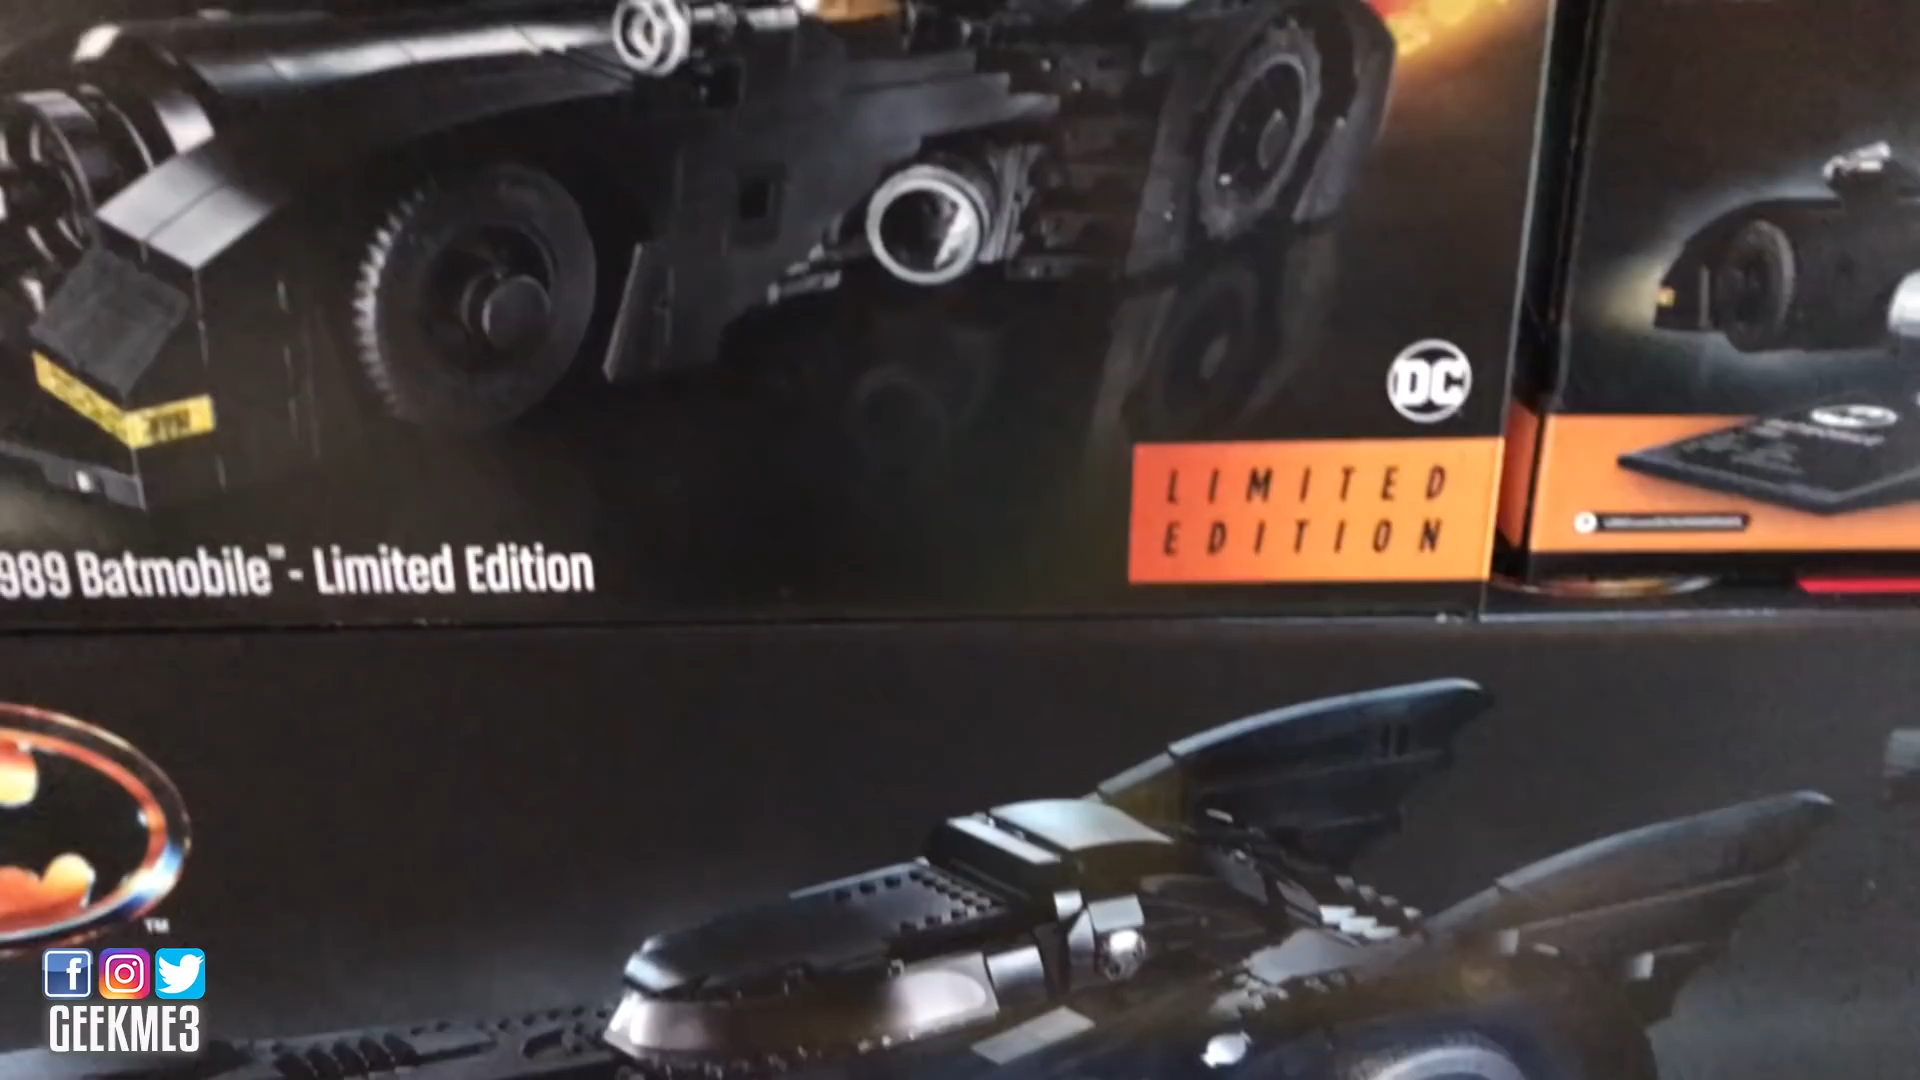 DC
LIMITED
EDITION
989 Batmobile™ - Limited Edition
TM
GEEKME3